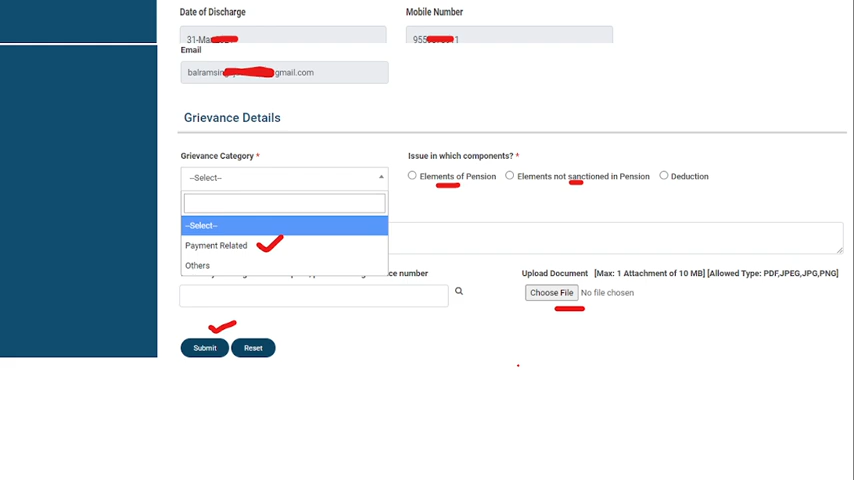 Date of Discharge Mobile Number
31-Ma
Email
gmail.com
Grievance Details
Grievance Category * Issue in which components? *
--Select-- Elements of Pension Elements not sanctioned in Pension Deduction
--Select--
Payment Related
Others
number Upload Document [Max: 1 Attachment of 10 MB] [Allowed Type: PDF,JPEG,JPG,PNG]
Choose File No file chosen
Submit Reset